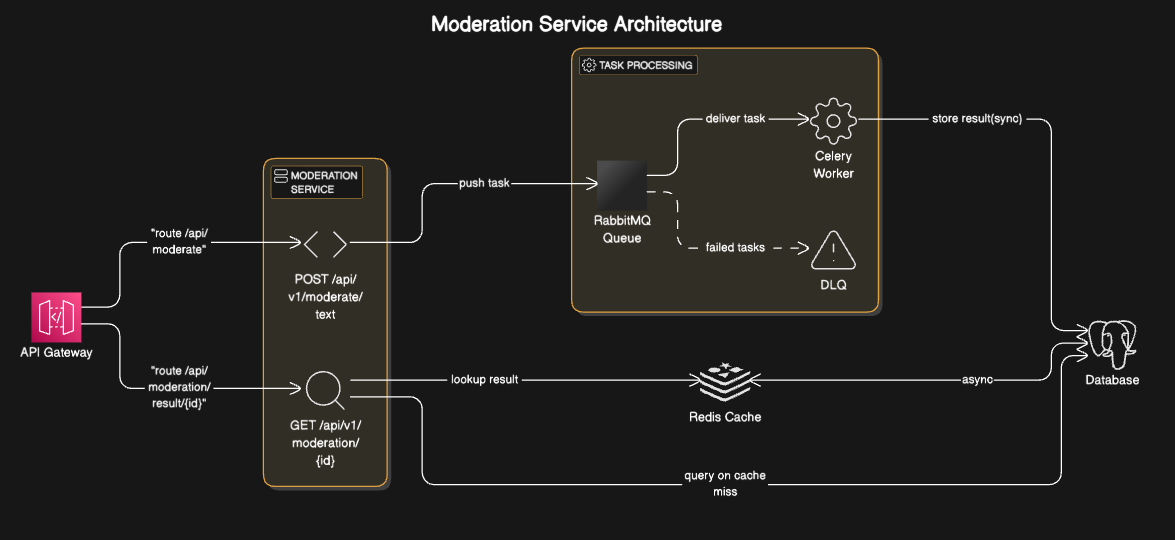 Moderation Service Architecture
TASK PROCESSING
deliver task
store result(sync)
Celery
Worker
MODERATION
SERVICE
push task
RabbitMQ
Queue
"route /api/
moderate"
failed tasks
POST /api/
v1/moderate/
text
DLQ
API Gateway
"route /api/
moderation/
result/{id}"
lookup result
async
Database
Redis Cache
GET /api/v1/
moderation/
{id}
query on cache
miss